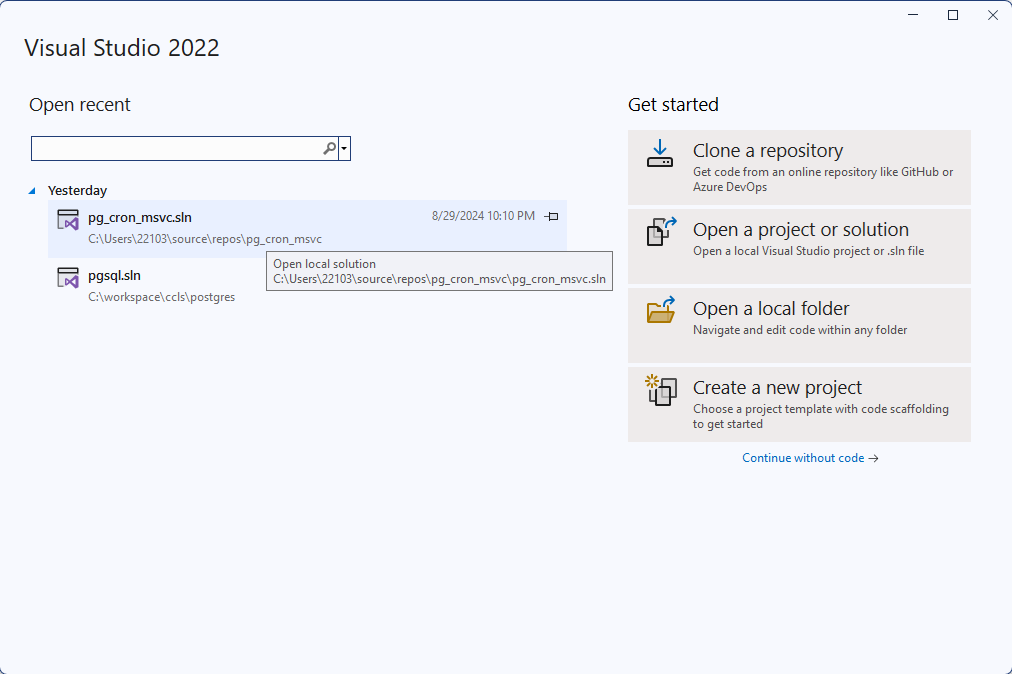 Visual Studio 2022
Open recent
Yesterday
pg_cron_msvc.sln
8/29/2024 10:10 PM
C:\Users\22103\source\repos\pg_cron_msvc
Open local solution
C:\Users\22103\source\repos\pg_cron_msvc\pg_cron_msvc.sln
pgsql.sln
C:\workspace\ccls\postgres
Get started
Clone a repository
Get code from an online repository like GitHub or
Azure DevOps
Open a project or solution
Open a local Visual Studio project or .sln file
Open a local folder
Navigate and edit code within any folder
Create a new project
Choose a project template with code scaffolding
to get started
Continue without code →